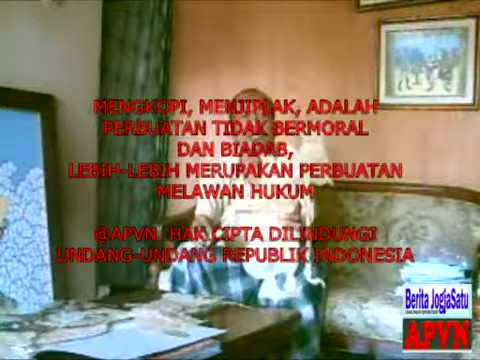 MENGKOPI, MENJIPLAK, ADALAH
PERBUATAN TIDAK BERMORAL
DAN BIADAB,
LEBIH-LEBIH MERUPAKAN PERBUATAN
MELAWAN HUKUM
@APVN. HAK CIPTA DILINDUNGI
UNDANG-UNDANG REPUBLIK INDONESIA
Berita JogjaSatu
APVN